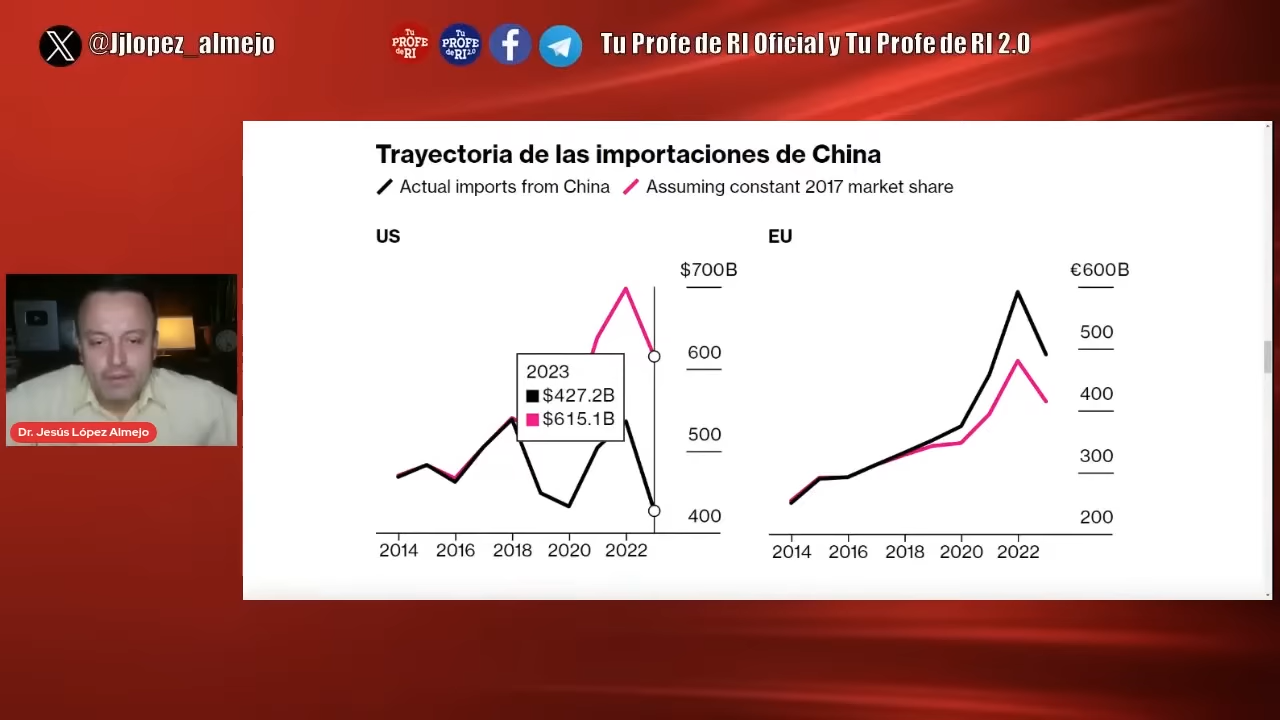 @Jjlopez_almejo
Tu PROFE de RI
Tu PROFE de RI 2.0
Tu Profe de RI Oficial y Tu Profe de RI 2.0
Trayectoria de las importaciones de China
Actual imports from China
Assuming constant 2017 market share
US
$700B
600
500
400
2023
$427.2B
$615.1B
2014 2016 2018 2020 2022
EU
€600B
500
400
300
200
2014 2016 2018 2020 2022
Dr. Jesús López Almejo